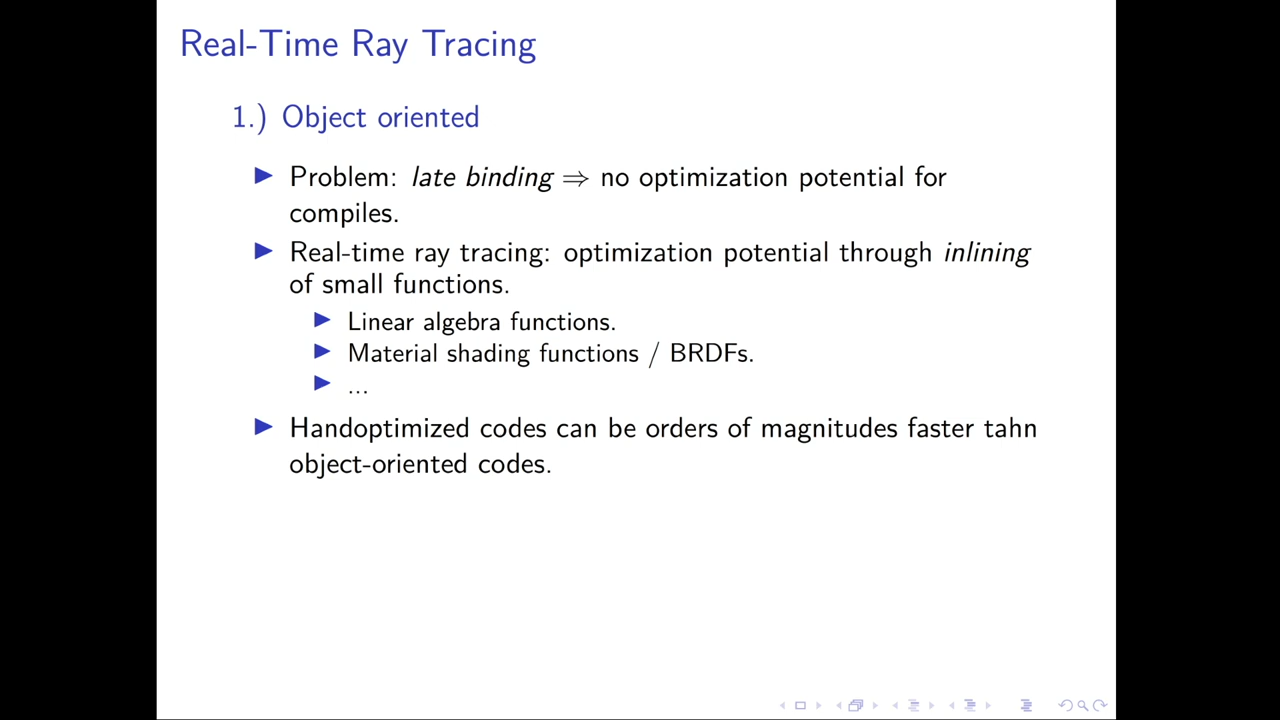 Real-Time Ray Tracing
1.) Object oriented
▶ Problem: late binding ⇒ no optimization potential for
compiles.
▶ Real-time ray tracing: optimization potential through inlining
of small functions.
▶ Linear algebra functions.
▶ Material shading functions / BRDFs.
▶ ...
▶ Handoptimized codes can be orders of magnitudes faster tahn
object-oriented codes.